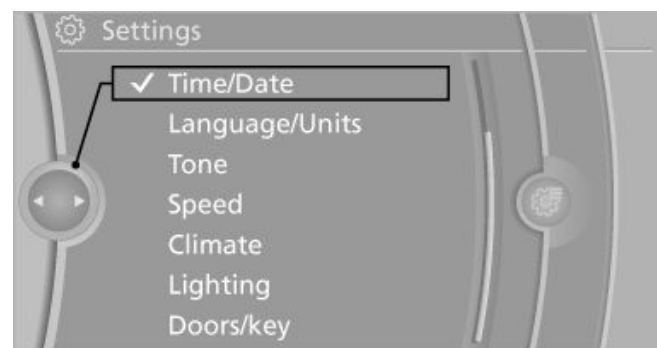 Settings
Time/Date
Language/Units
Tone
Speed
Climate
Lighting
Doors/key